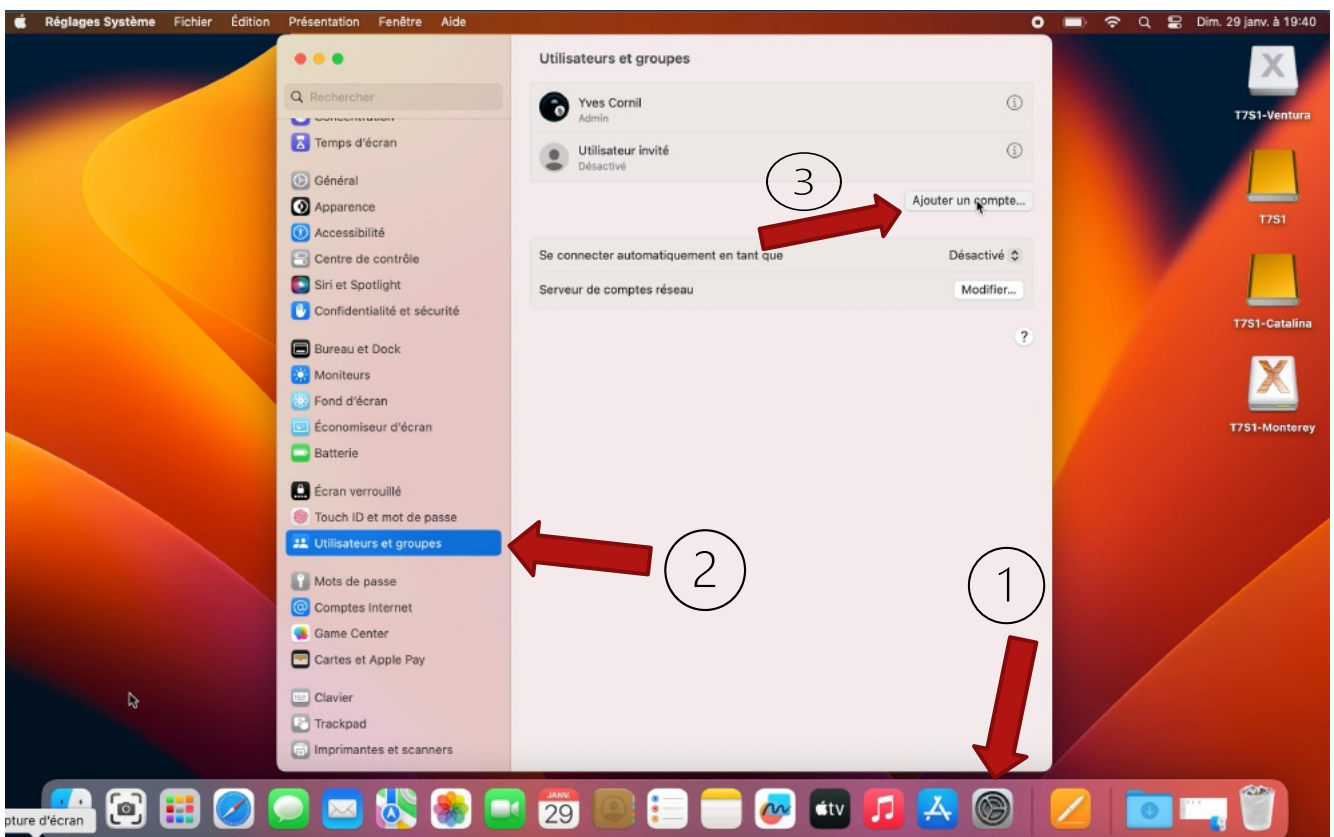 Réglages Système Fichier Édition Présentation Fenêtre Aide
Dim. 29 janv. à 19:40
Utilisateurs et groupes
Rechercher
Concentration
Temps d'écran
Général
Apparence
Accessibilité
Centre de contrôle
Siri et Spotlight
Confidentialité et sécurité
Bureau et Dock
Moniteurs
Fond d'écran
Économiseur d'écran
Batterie
Écran verrouillé
Touch ID et mot de passe
Utilisateurs et groupes
Mots de passe
Comptes Internet
Game Center
Cartes et Apple Pay
Clavier
Trackpad
Imprimantes et scanners
Yves Cornil
Admin
Utilisateur invité
Désactivé
3
Ajouter un compte...
Se connecter automatiquement en tant que Désactivé
Serveur de comptes réseau Modifier...
?
2
1
T7S1-Ventura
T7S1
T7S1-Catalina
T7S1-Monterey
pture d'écran
JANV.
29
tv